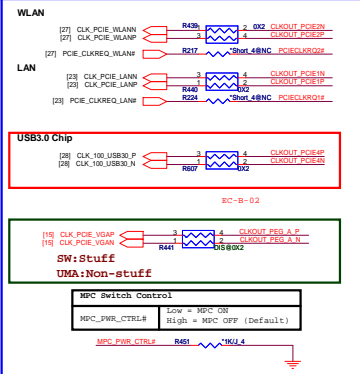 WLAN
[27] CLK_PCIE_WLANN R439 1 2 0X2 CLKOUT_PCIE2N
[27] CLK_PCIE_WLANP 3 4 CLKOUT_PCIE2P
[27] PCIE_CLKREQ_WLAN# R217 *Short_4@NC PCIECLKRQ2#
LAN
[23] CLK_PCIE_LANN 3 4 CLKOUT_PCIE1N
[23] CLK_PCIE_LANP 1 2 CLKOUT_PCIE1P
R440 0X2
[23] PCIE_CLKREQ_LAN# R224 *Short_4@NC PCIECLKRQ1#
USB3.0 Chip
[28] CLK_100_USB30_P 3 4 CLKOUT_PCIE4P
[28] CLK_100_USB30_N 1 2 CLKOUT_PCIE4N
R607 0X2
EC-B-02
[15] CLK_PCIE_VGAP 3 4 CLKOUT_PEG_A_P
[15] CLK_PCIE_VGAN 1 2 CLKOUT_PEG_A_N
R441 DIS@0X2
SW:Stuff
UMA:Non-stuff
MPC Switch Control
MPC_PWR_CTRL# Low = MPC ON
High = MPC OFF (Default)
MPC_PWR_CTRL# R451 *1K/J_4